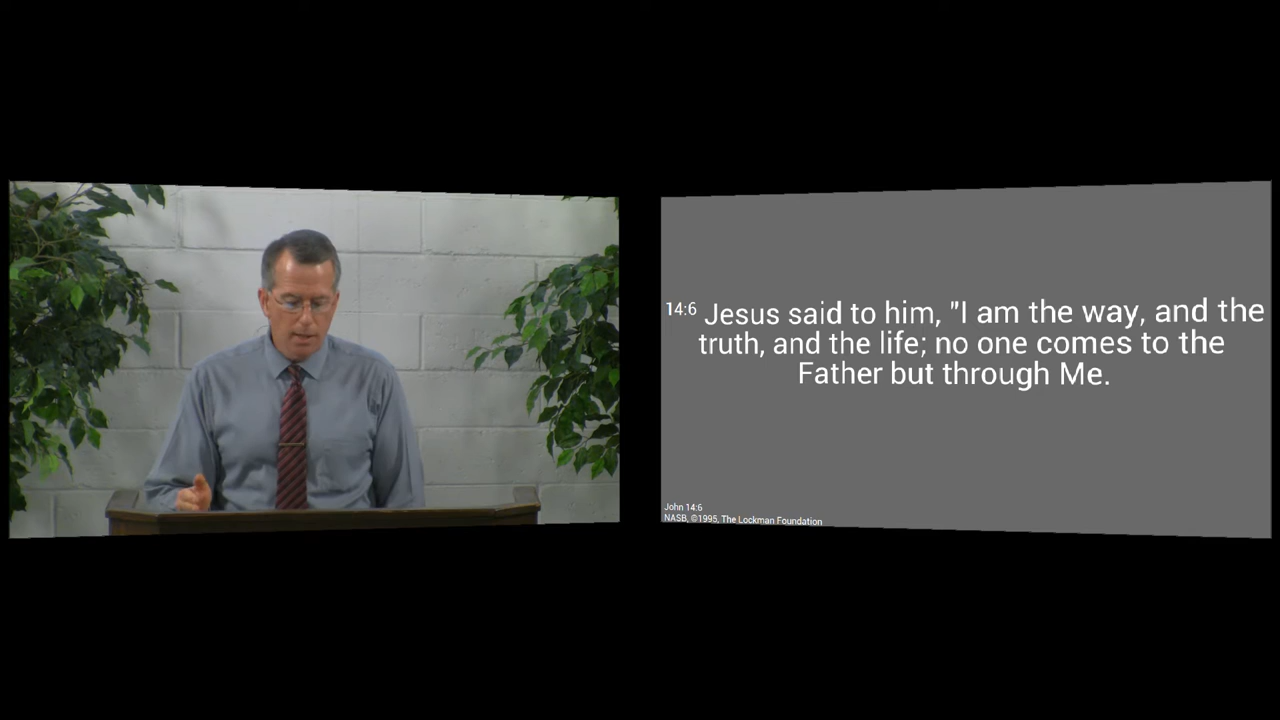 14:6 Jesus said to him, "I am the way, and the
truth, and the life; no one comes to the
Father but through Me.
John 14:6
NASB, ©1995, The Lockman Foundation